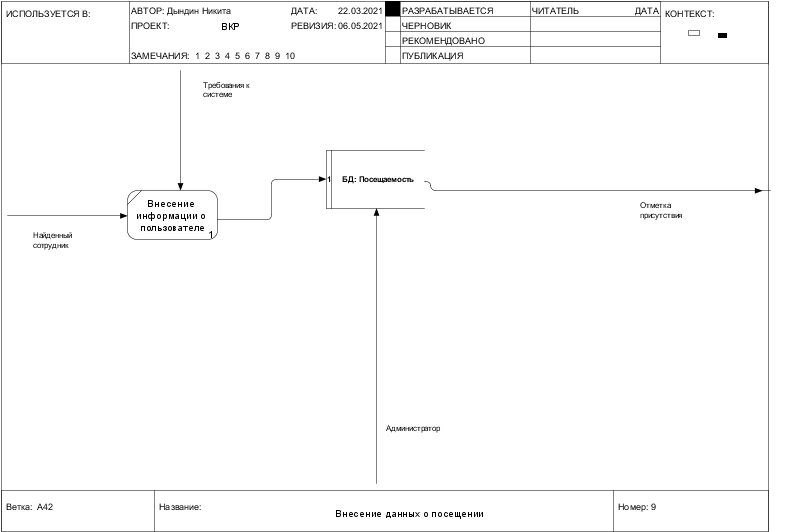 ИСПОЛЬЗУЕТСЯ В:
АВТОР: Дындин Никита
ДАТА: 22.03.2021
ПРОЕКТ: ВКР
РЕВИЗИЯ: 06.05.2021
ЗАМЕЧАНИЯ: 1 2 3 4 5 6 7 8 9 10
РАЗРАБАТЫВАЕТСЯ
ЧЕРНОВИК
РЕКОМЕНДОВАНО
ПУБЛИКАЦИЯ
ЧИТАТЕЛЬ ДАТА
КОНТЕКСТ:
Требования к
системе
Внесение
информации о
пользователе
1
Найденный
сотрудник
1 БД: Посещаемость
Отметка
присутствия
Администратор
Ветка: A42
Название:
Внесение данных о посещении
Номер: 9